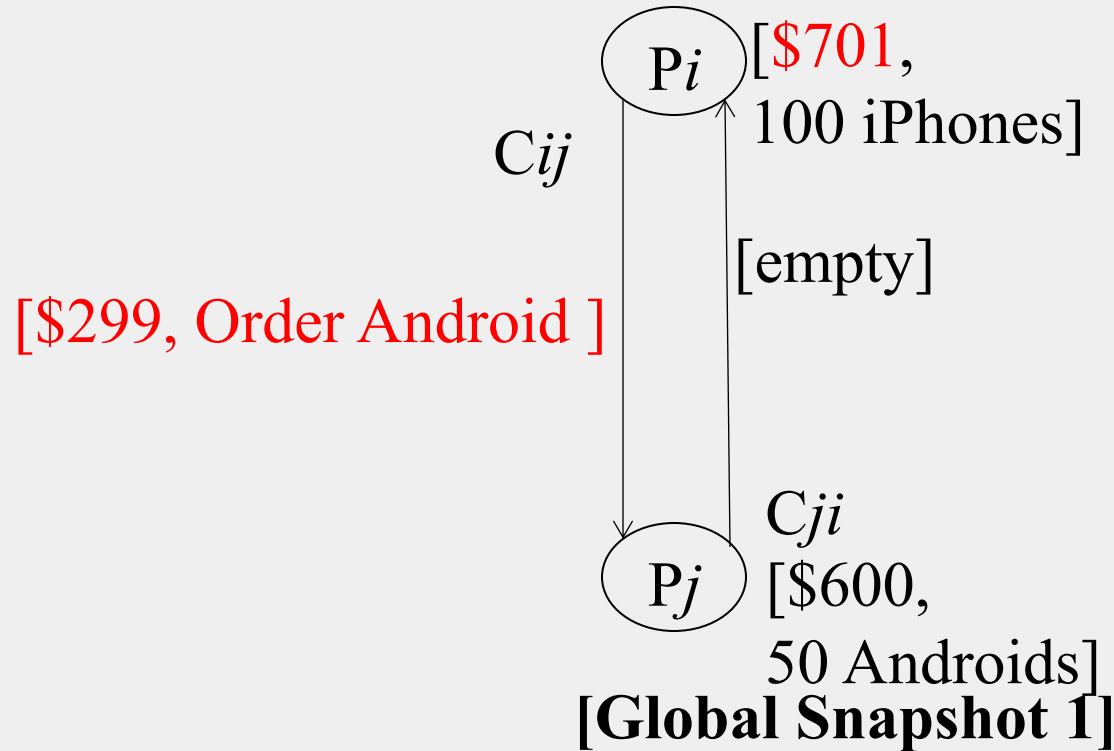 Pi
[$701,
100 iPhones]
Cij
[empty]
[$299, Order Android ]
Cji
Pj
[$600,
50 Androids]
[Global Snapshot 1]